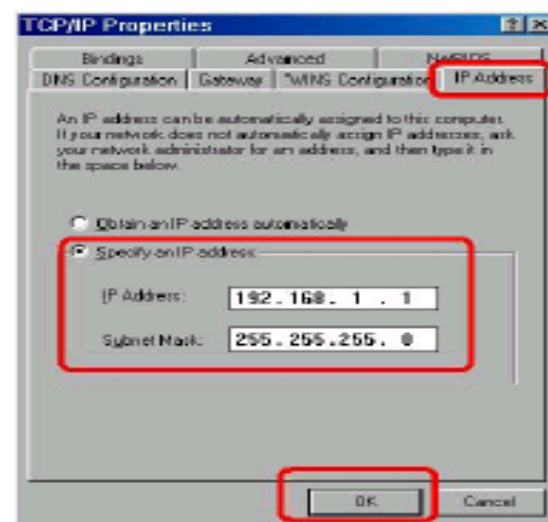 TCP/IP Properties
Bindings Advanced NetBIOS
DNS Configuration Gateway WINS Configuration IP Address
An IP address can be automatically assigned to this computer.
If your network does not automatically assign IP addresses, ask
your network administrator for an address, and then type it in
the space below.
Obtain an IP address automatically
Specify an IP address:
IP Address: 192.168. 1 . 1
Subnet Mask: 255.255.255. 0
OK Cancel